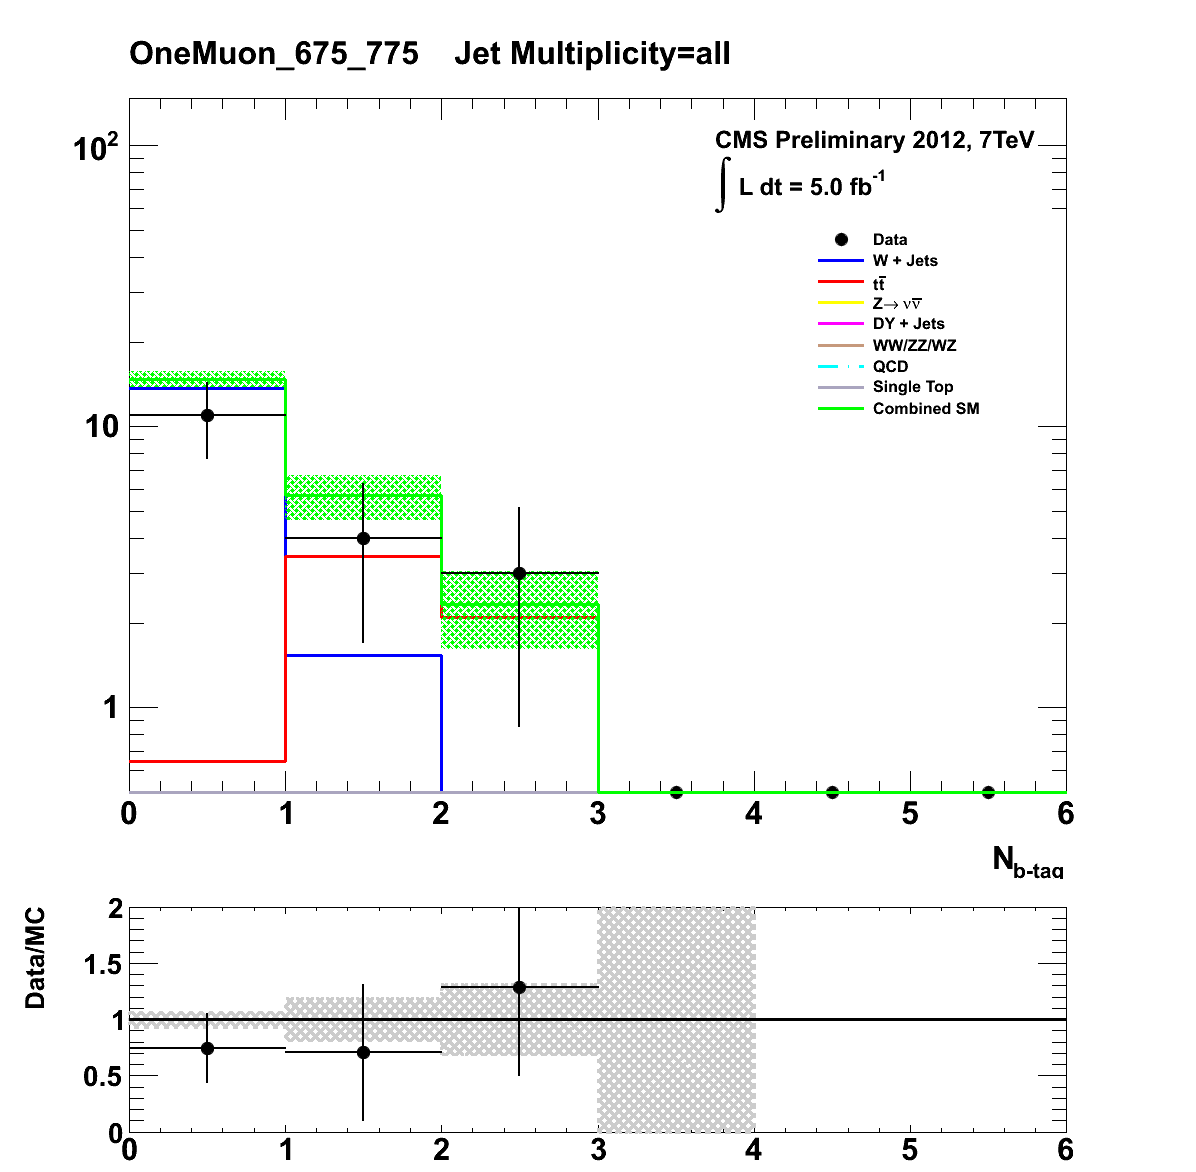 OneMuon_675_775 Jet Multiplicity=all
10²
10
1
CMS Preliminary 2012, 7TeV
∫ L dt = 5.0 fb⁻¹
Data
W + Jets
tt̅
Z→ νν̅
DY + Jets
WW/ZZ/WZ
QCD
Single Top
Combined SM
0 1 2 3 4 5 6
N_b-tag
Data/MC
2
1.5
1
0.5
0
0 1 2 3 4 5 6